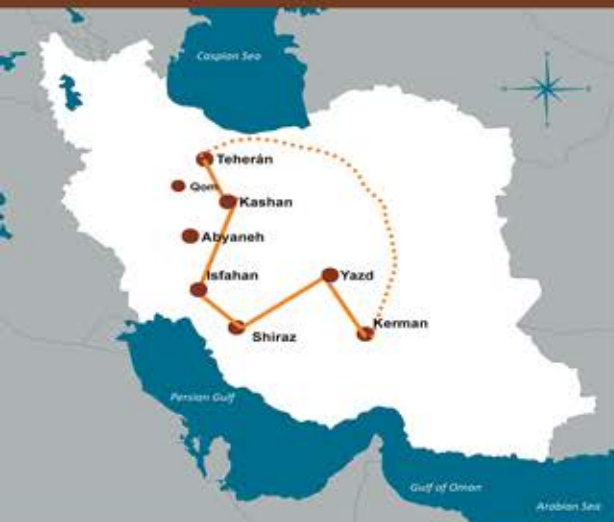 Caspian Sea
Teherán
Qom
Kashan
Abyaneh
Isfahan
Yazd
Kerman
Shiraz
Persian Gulf
Gulf of Oman
Arabian Sea